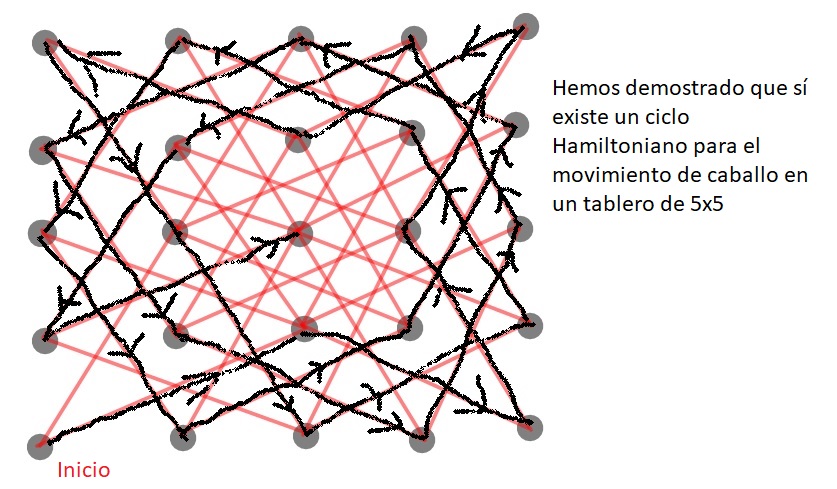 Hemos demostrado que sí
existe un ciclo
Hamiltoniano para el
movimiento de caballo en
un tablero de 5x5
Inicio